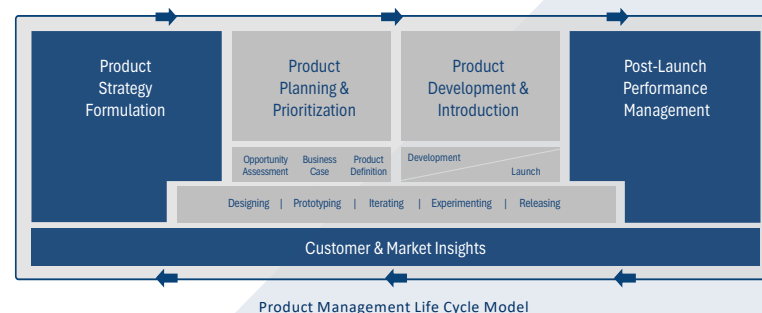 Product
Strategy
Formulation
Product
Planning &
Prioritization
Product
Development &
Introduction
Post-Launch
Performance
Management
Opportunity
Assessment
Business
Case
Product
Definition
Development
Launch
Designing | Prototyping | Iterating | Experimenting | Releasing
Customer & Market Insights
Product Management Life Cycle Model